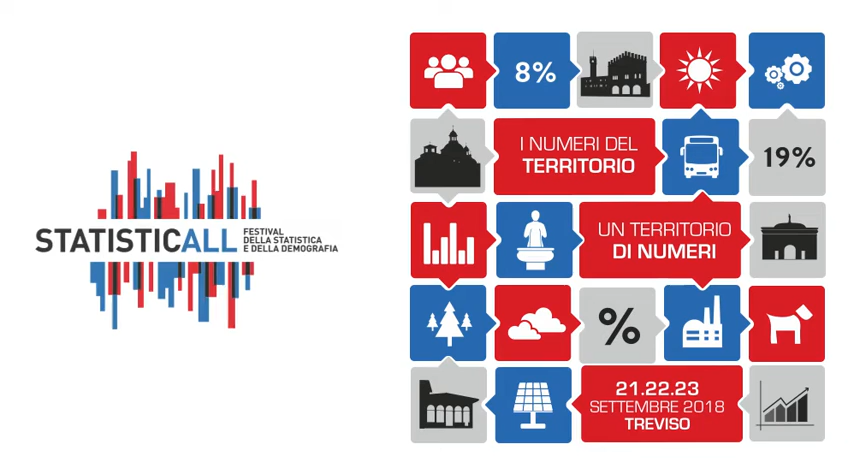 STATISTICALL
FESTIVAL
DELLA STATISTICA
E DELLA DEMOGRAFIA
8%
I NUMERI DEL
TERRITORIO
19%
UN TERRITORIO
DI NUMERI
%
21.22.23
SETTEMBRE 2018
TREVISO